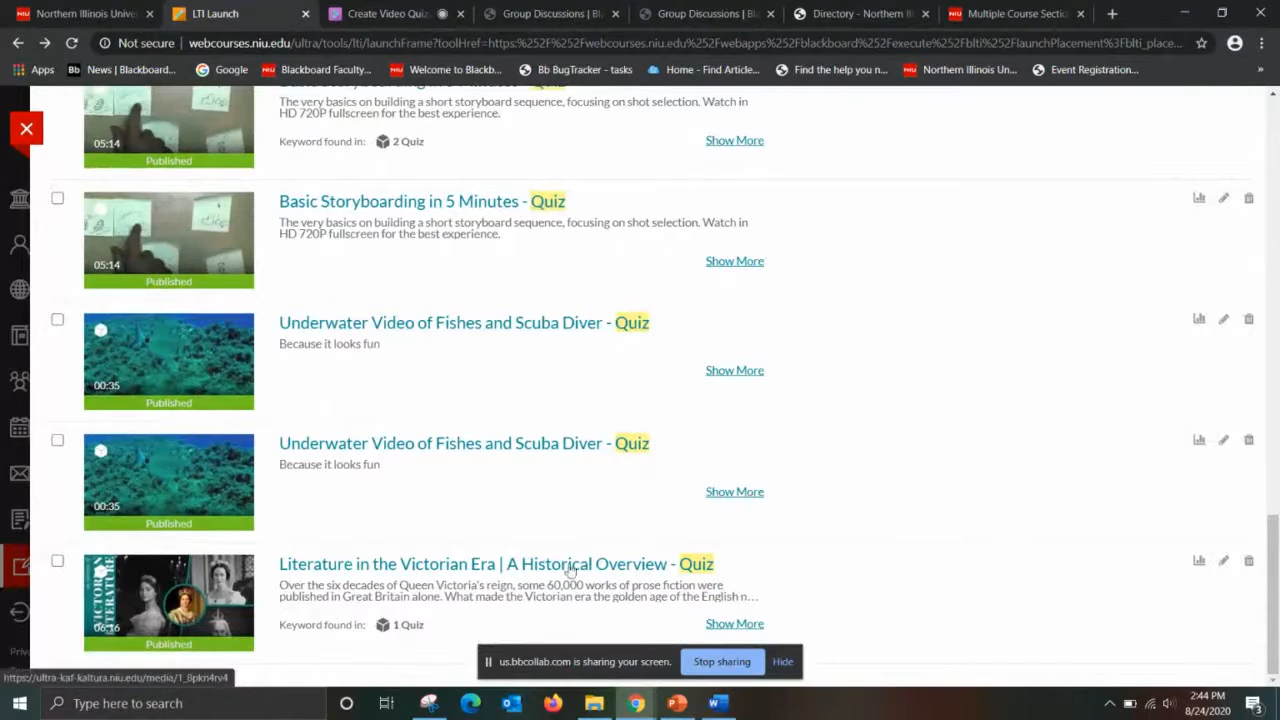 Northern Illinois Univer
LTI Launch
Create Video Quiz
Group Discussions | Bla
Group Discussions | Bla
Directory - Northern Il
Multiple Course Sectio
Not secure
webcourses.niu.edu/ultra/tools/lti/launchFrame?toolHref=https:%252F%252Fwebcourses.niu.edu%252Fwebapps%252Fblackboard%252Fexecute%252Fblti%252FlaunchPlacement%3Fblti_place...
Apps
Bb News | Blackboard...
Google
Blackboard Faculty...
Welcome to Blackb...
Bb BugTracker - tasks
Home - Find Article...
Find the help you n...
Northern Illinois Un...
Event Registration...
»
The very basics on building a short storyboard sequence, focusing on shot selection. Watch in
HD 720P fullscreen for the best experience.
05:14
Keyword found in: 2 Quiz
Show More
Published
Basic Storyboarding in 5 Minutes - Quiz
The very basics on building a short storyboard sequence, focusing on shot selection. Watch in
HD 720P fullscreen for the best experience.
05:14
Show More
Published
Underwater Video of Fishes and Scuba Diver - Quiz
Because it looks fun
Show More
00:35
Published
Underwater Video of Fishes and Scuba Diver - Quiz
Because it looks fun
Show More
00:35
Published
Literature in the Victorian Era | A Historical Overview - Quiz
Over the six decades of Queen Victoria's reign, some 60,000 works of prose fiction were
published in Great Britain alone. What made the Victorian era the golden age of the English n...
VICTORIAN
LITERATURE
06:16
Keyword found in: 1 Quiz
Show More
Published
Priv
us.bbcollab.com is sharing your screen.
Stop sharing
Hide
https://ultra-kaf-kaltura.niu.edu/media/1_8pkn4rv4
Type here to search
2:44 PM
8/24/2020
3